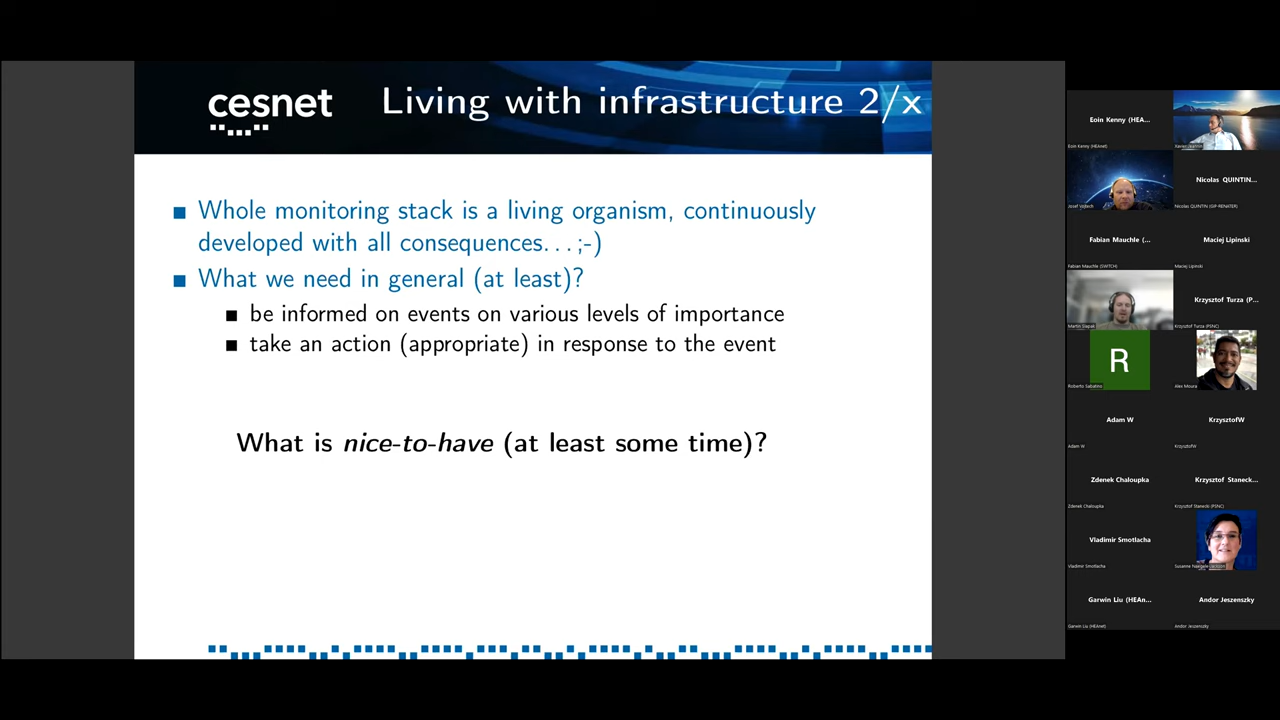 cesnet
Living with infrastructure 2/x
Whole monitoring stack is a living organism, continuously
developed with all consequences. . . ;-)
What we need in general (at least)?
be informed on events on various levels of importance
take an action (appropriate) in response to the event
What is nice-to-have (at least some time)?
Eoin Kenny (HEA...
Eoin Kenny (HEAnet)
Xavier Jeannin
Josef Vojtech
Nicolas QUINTIN...
Nicolas QUINTIN (GIP-RENATER)
Fabian Mauchle (...
Fabian Mauchle (SWITCH)
Maciej Lipinski
Maciej Lipinski
Martin Slapak
Krzysztof Turza (P...
Krzysztof Turza (PSNC)
R
Roberto Sabatino
Alex Moura
Adam W
Adam W
KrzysztofW
KrzysztofW
Zdenek Chaloupka
Zdenek Chaloupka
Krzysztof Staneck...
Krzysztof Stanecki (PSNC)
Vladimir Smotlacha
Vladimir Smotlacha
Susanne
Garwin Liu (HEAn...
Garwin Liu (HEAnet)
Andor Jeszenszky
Andor Jeszenszky